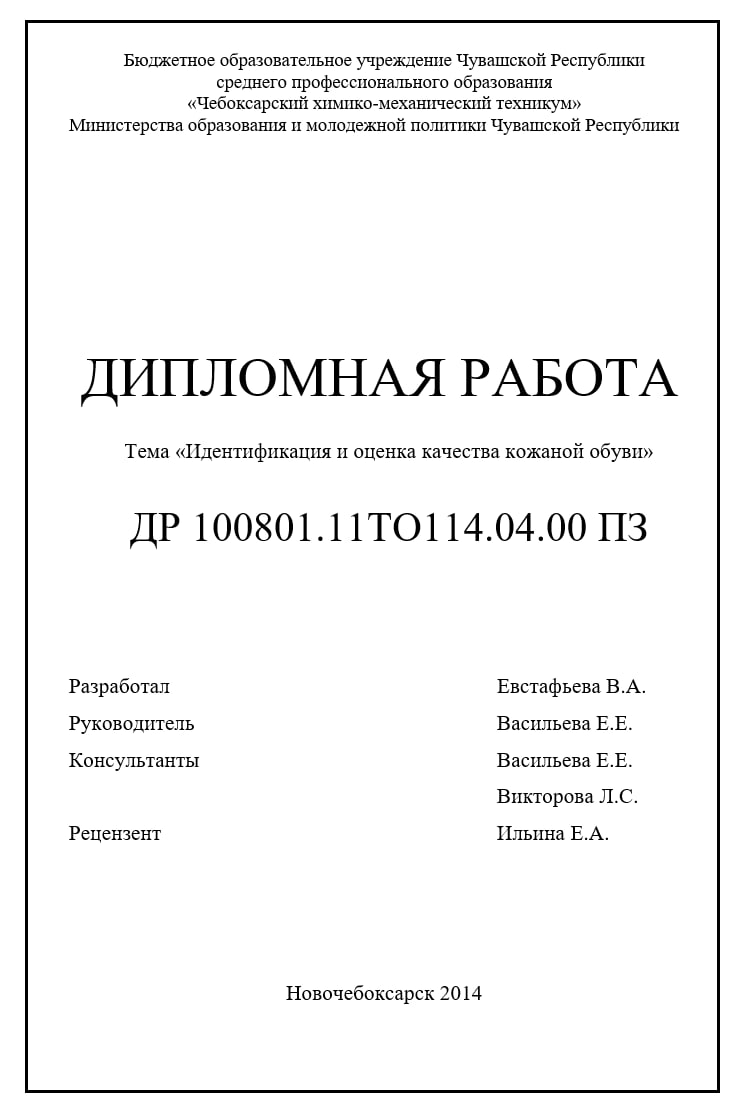 Бюджетное образовательное учреждение Чувашской Республики
среднего профессионального образования
«Чебоксарский химико-механический техникум»
Министерства образования и молодежной политики Чувашской Республики
ДИПЛОМНАЯ РАБОТА
Тема «Идентификация и оценка качества кожаной обуви»
ДР 100801.11ТО114.04.00 ПЗ
Разработал Евстафьева В.А.
Руководитель Васильева Е.Е.
Консультанты Васильева Е.Е.
Викторова Л.С.
Рецензент Ильина Е.А.
Новочебоксарск 2014